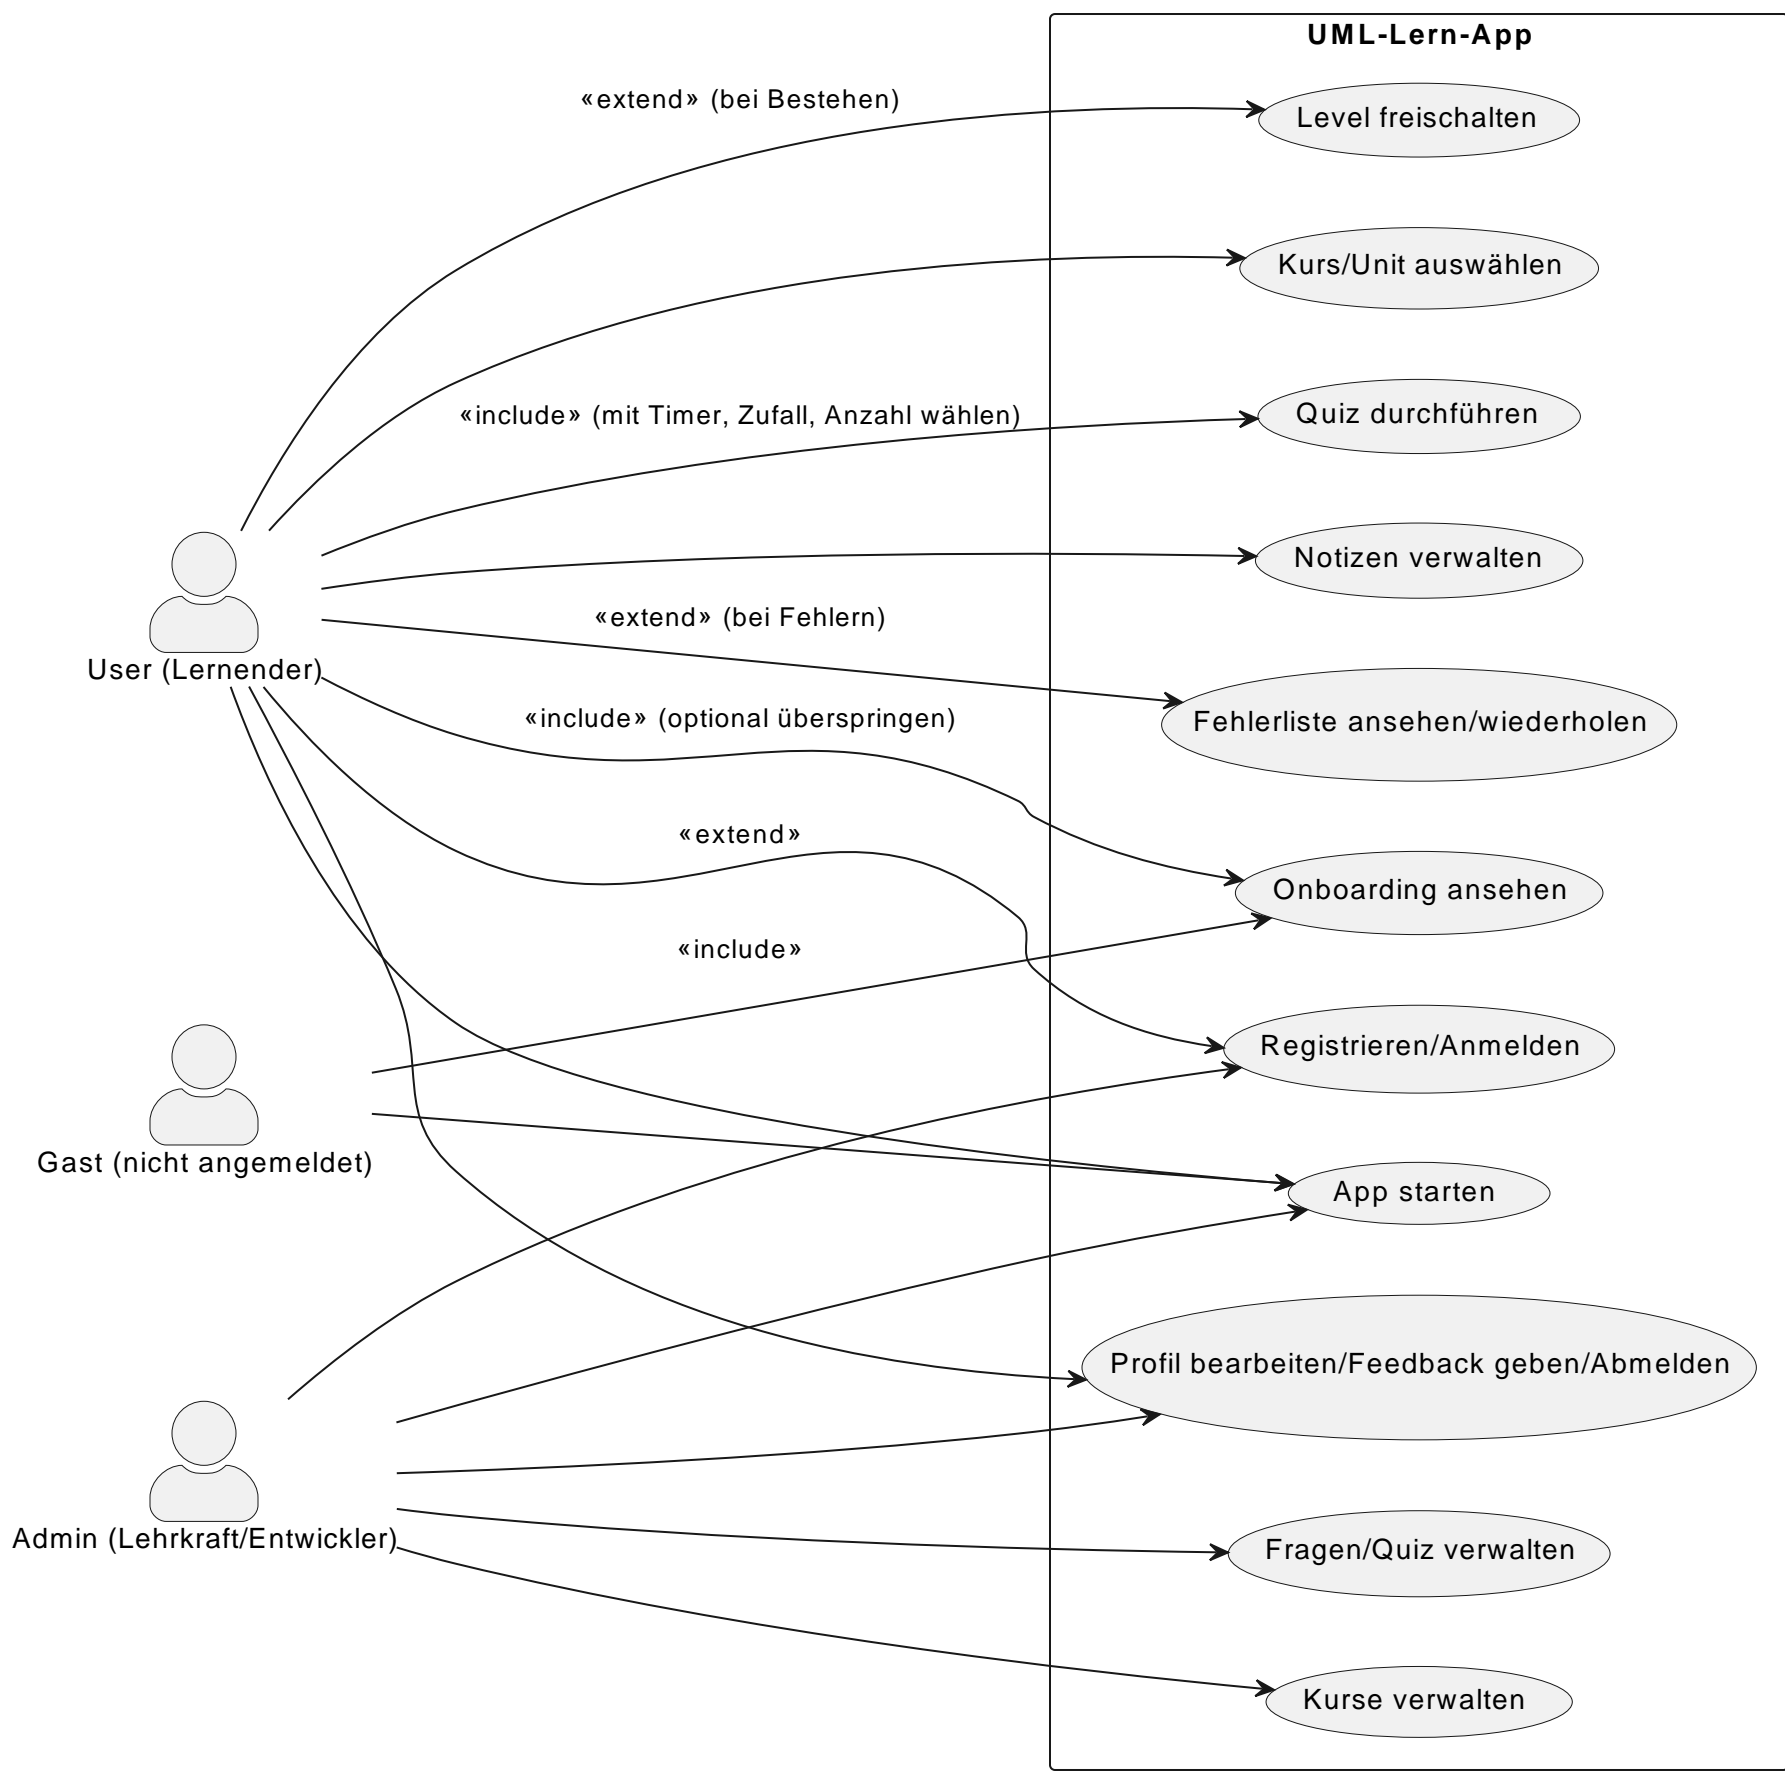 UML-Lern-App
«extend» (bei Bestehen)
Level freischalten
Kurs/Unit auswählen
«include» (mit Timer, Zufall, Anzahl wählen)
Quiz durchführen
Notizen verwalten
«extend» (bei Fehlern)
User (Lernender)
«include» (optional überspringen)
Fehlerliste ansehen/wiederholen
«extend»
Onboarding ansehen
«include»
Registrieren/Anmelden
Gast (nicht angemeldet)
App starten
Profil bearbeiten/Feedback geben/Abmelden
Admin (Lehrkraft/Entwickler)
Fragen/Quiz verwalten
Kurse verwalten